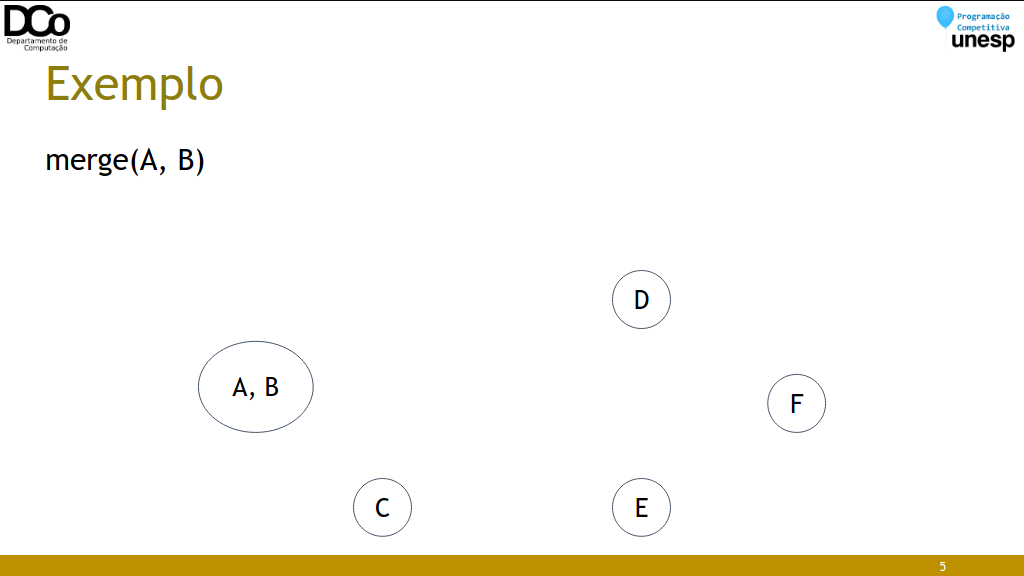 DCo
Departamento de
Computação
Programação
Competitiva
unesp
Exemplo
merge(A, B)
D
A, B
F
C
E
5